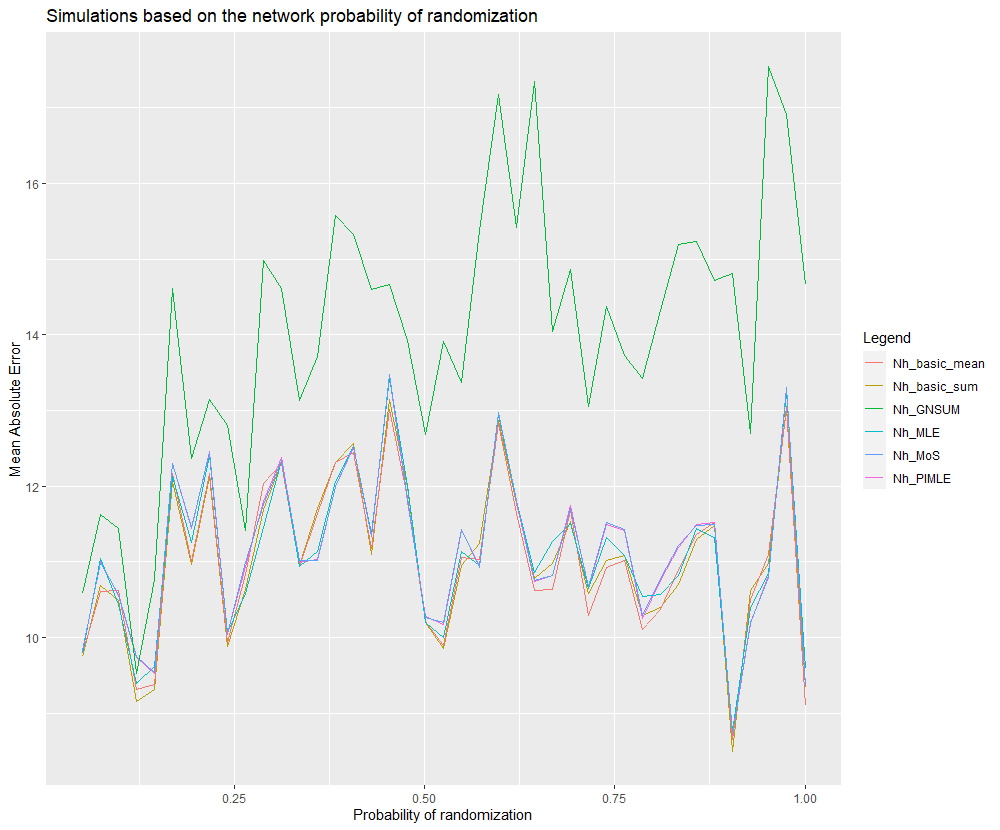 Simulations based on the network probability of randomization
Mean Absolute Error
16
14
12
10
0.25
0.50
0.75
1.00
Probability of randomization
Legend
Nh_basic_mean
Nh_basic_sum
Nh_GNSUM
Nh_MLE
Nh_MoS
Nh_PIMLE